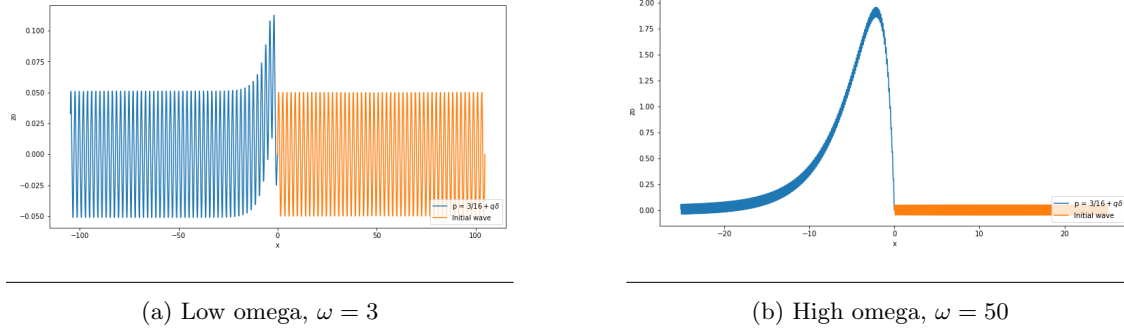 0.100
0.075
0.050
0.025
0.000
−0.025
−0.050
z0
−100
−50
0
50
100
x
p = 3/16 + qδ
Initial wave
2.00
1.75
1.50
1.25
1.00
0.75
0.50
0.25
0.00
z0
−20
−10
0
10
20
x
p = 3/16 + qδ
Initial wave
(a) Low omega, ω = 3
(b) High omega, ω = 50